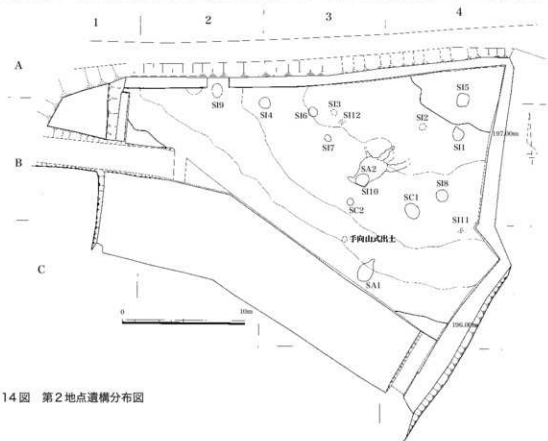 1 2 3 4
A
SI9
SI4
SI6
SI3
SI12
SI5
SI2
SI1
SI7
197.00m
B
SA2
SI10
SI8
SC2
SC1
SI11
手向山式出土
C
SA1
0 10m
196.00m
14図 第2地点遺構分布図